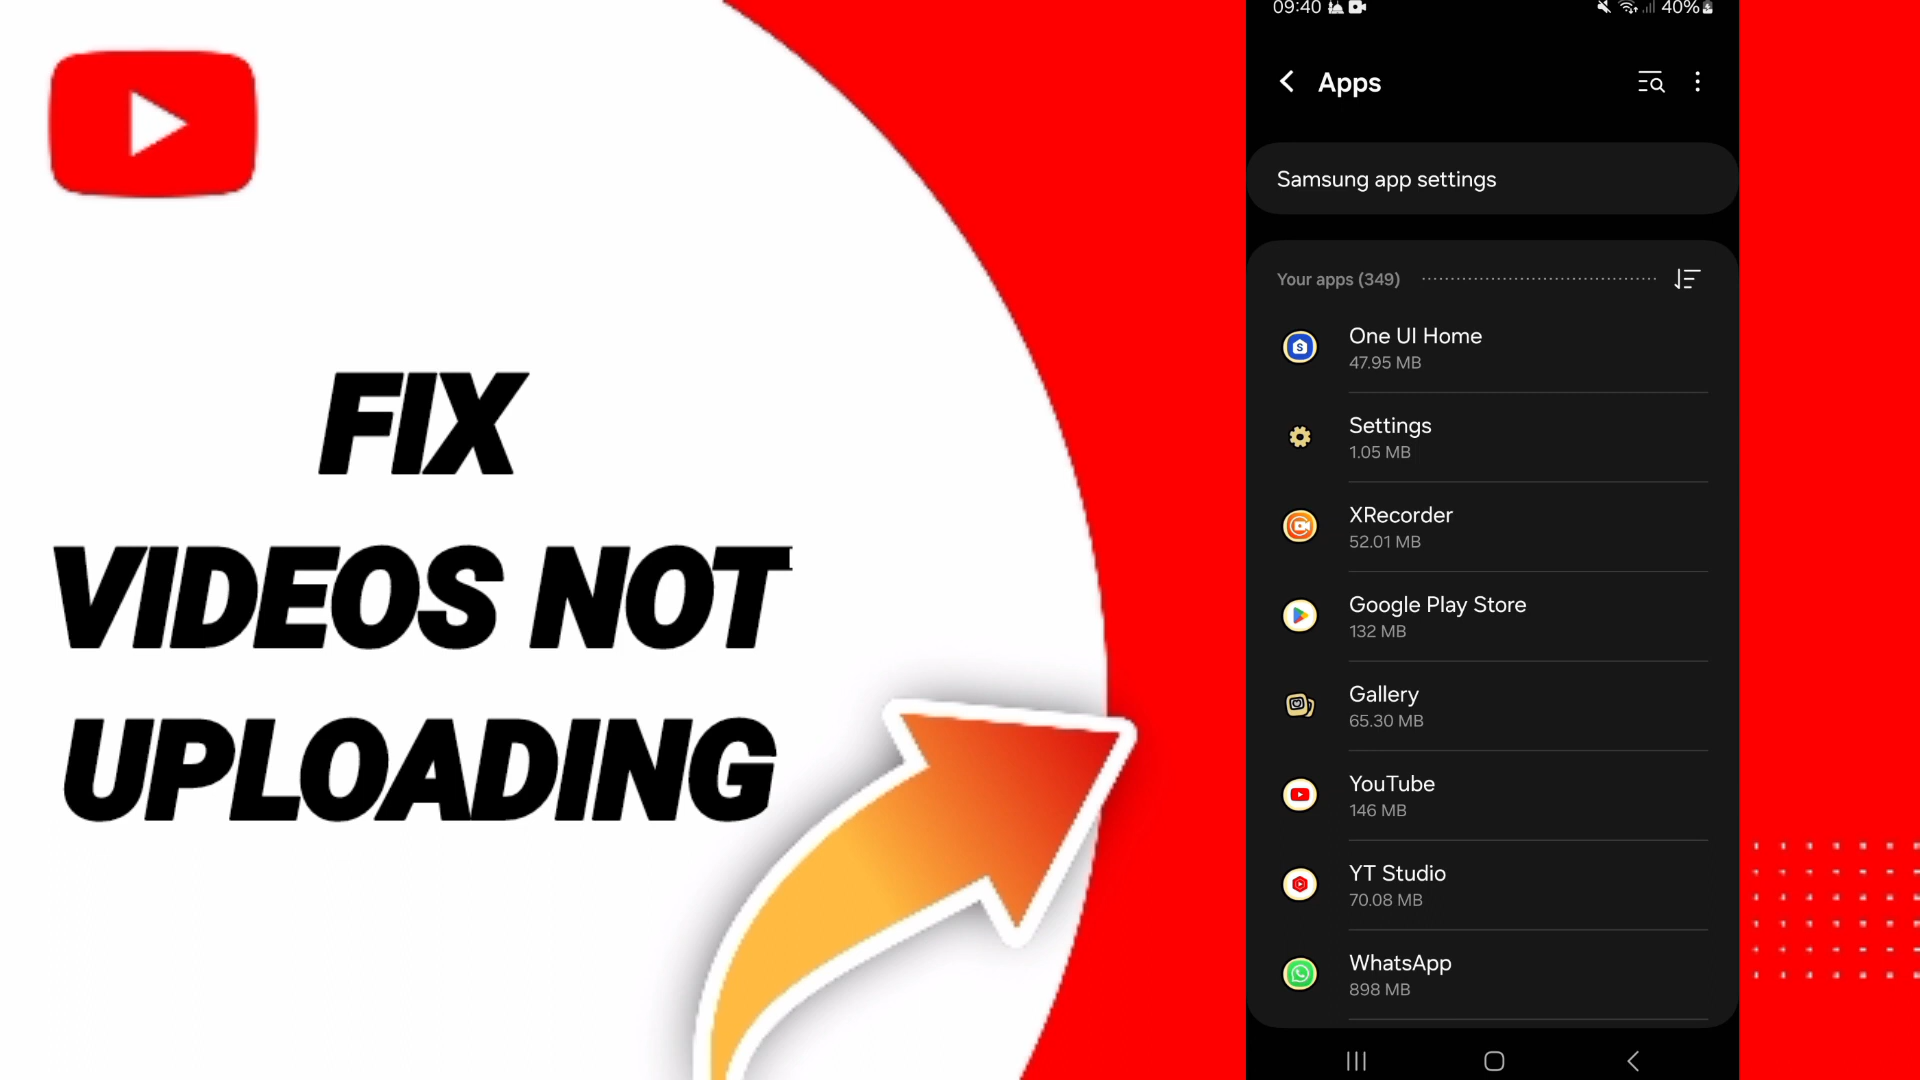 FIX
VIDEOS NOT
UPLOADING
09:40
40%
Apps
Samsung app settings
Your apps (349)
One UI Home
47.95 MB
Settings
1.05 MB
XRecorder
52.01 MB
Google Play Store
132 MB
Gallery
65.30 MB
YouTube
146 MB
YT Studio
70.08 MB
WhatsApp
898 MB